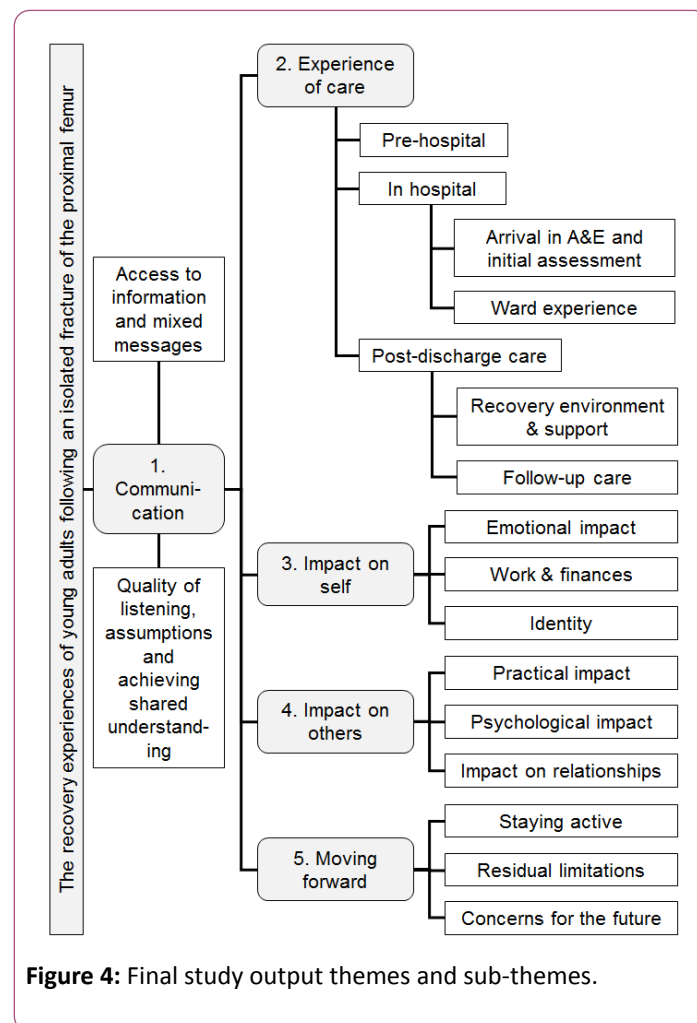 The recovery experiences of young adults following an isolated fracture of the proximal femur
Access to
information
and mixed
messages
1.
Communi-
cation
Quality of
listening,
assumptions
and
achieving
shared
understand-
ing
2. Experience
of care
Pre-hospital
In hospital
Arrival in A&E and
initial assessment
Ward experience
Post-discharge care
Recovery environment
& support
Follow-up care
3. Impact on
self
Emotional impact
Work & finances
Identity
4. Impact on
others
Practical impact
Psychological impact
Impact on relationships
5. Moving
forward
Staying active
Residual limitations
Concerns for the future
Figure 4: Final study output themes and sub-themes.